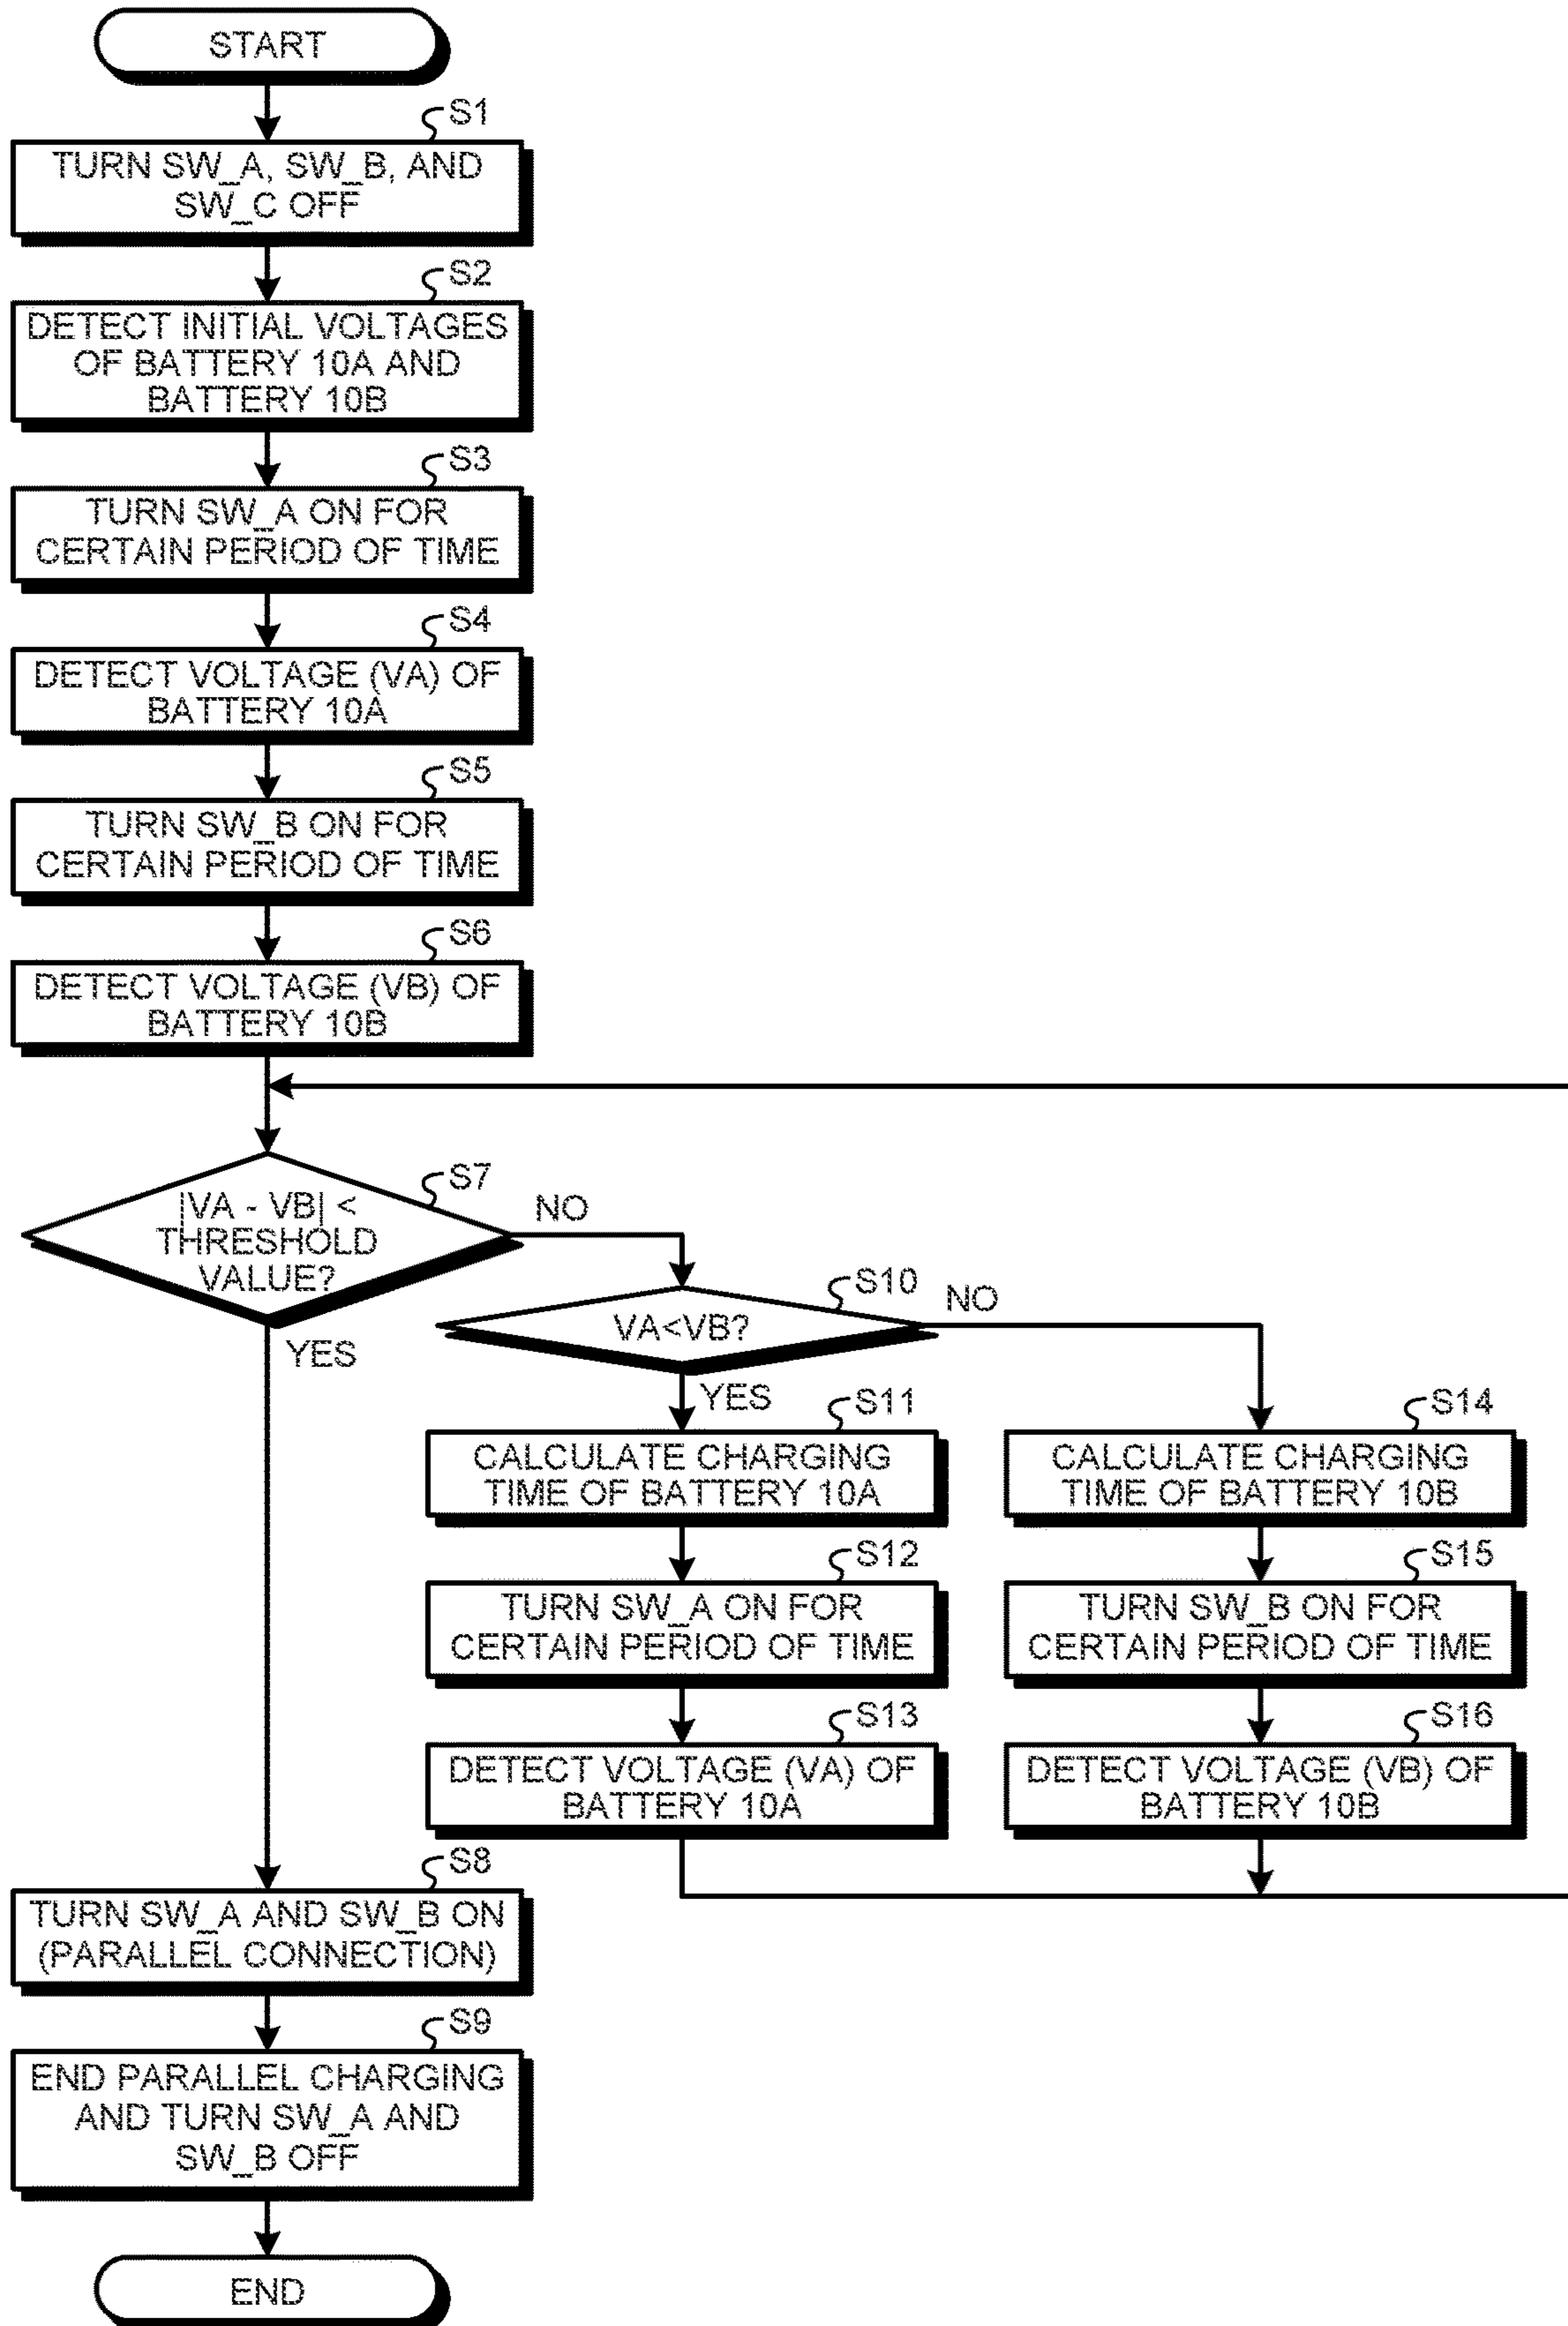 START
S1
TURN SW_A, SW_B, AND
SW_C OFF
S2
DETECT INITIAL VOLTAGES
OF BATTERY 10A AND
BATTERY 10B
S3
TURN SW_A ON FOR
CERTAIN PERIOD OF TIME
S4
DETECT VOLTAGE (VA) OF
BATTERY 10A
S5
TURN SW_B ON FOR
CERTAIN PERIOD OF TIME
S6
DETECT VOLTAGE (VB) OF
BATTERY 10B
S7
|VA - VB| <
THRESHOLD
VALUE?
NO
YES
S10
VA<VB?
NO
YES
S11
CALCULATE CHARGING
TIME OF BATTERY 10A
S12
TURN SW_A ON FOR
CERTAIN PERIOD OF TIME
S13
DETECT VOLTAGE (VA) OF
BATTERY 10A
S14
CALCULATE CHARGING
TIME OF BATTERY 10B
S15
TURN SW_B ON FOR
CERTAIN PERIOD OF TIME
S16
DETECT VOLTAGE (VB) OF
BATTERY 10B
S8
TURN SW_A AND SW_B ON
(PARALLEL CONNECTION)
S9
END PARALLEL CHARGING
AND TURN SW_A AND
SW_B OFF
END